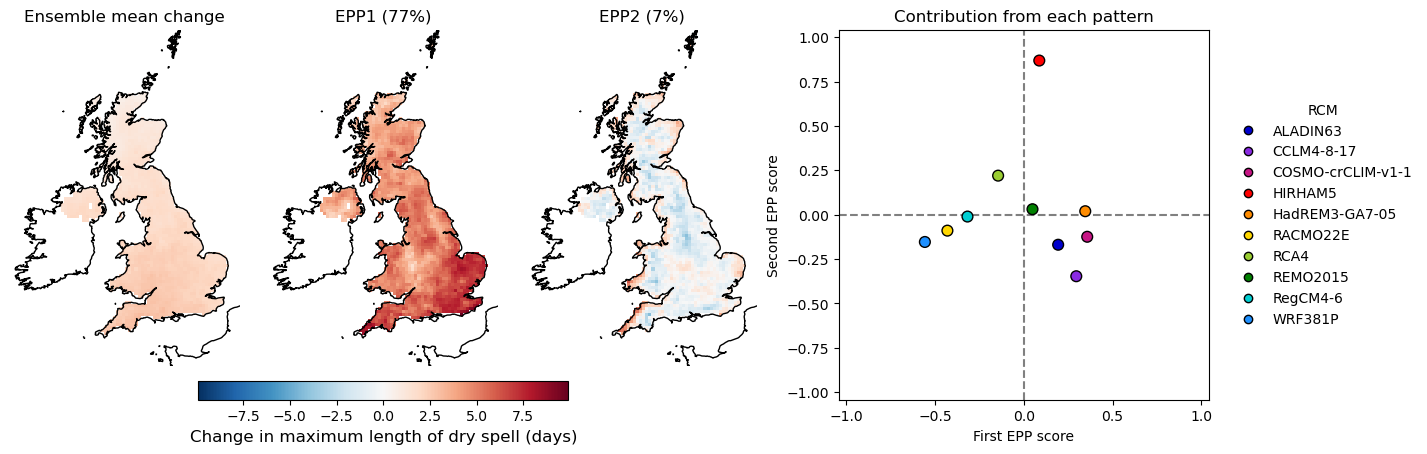 Ensemble mean change
EPP1 (77%)
EPP2 (7%)
−7.5 −5.0 −2.5 0.0 2.5 5.0 7.5
Change in maximum length of dry spell (days)
Contribution from each pattern
Second EPP score
1.00
0.75
0.50
0.25
0.00
−0.25
−0.50
−0.75
−1.00
−1.0 −0.5 0.0 0.5 1.0
First EPP score
RCM
ALADIN63
CCLM4-8-17
COSMO-crCLIM-v1-1
HIRHAM5
HadREM3-GA7-05
RACMO22E
RCA4
REMO2015
RegCM4-6
WRF381P